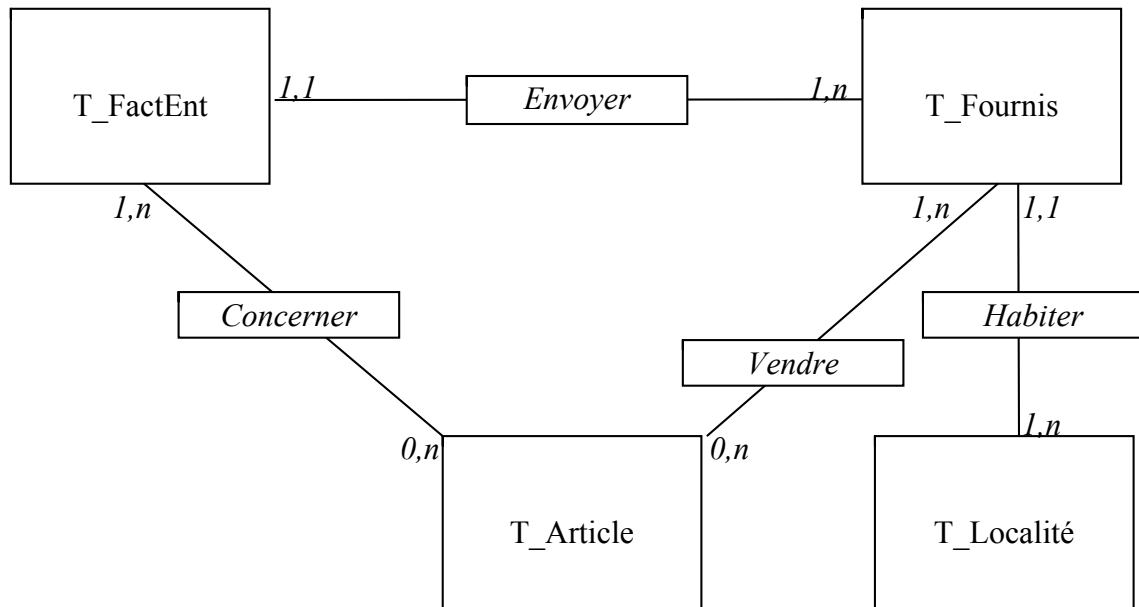 T_FactEnt
1,1
Envoyer
1,n
T_Fournis
1,n
1,n
1,1
Concerner
Vendre
Habiter
0,n
0,n
1,n
T_Article
T_Localité